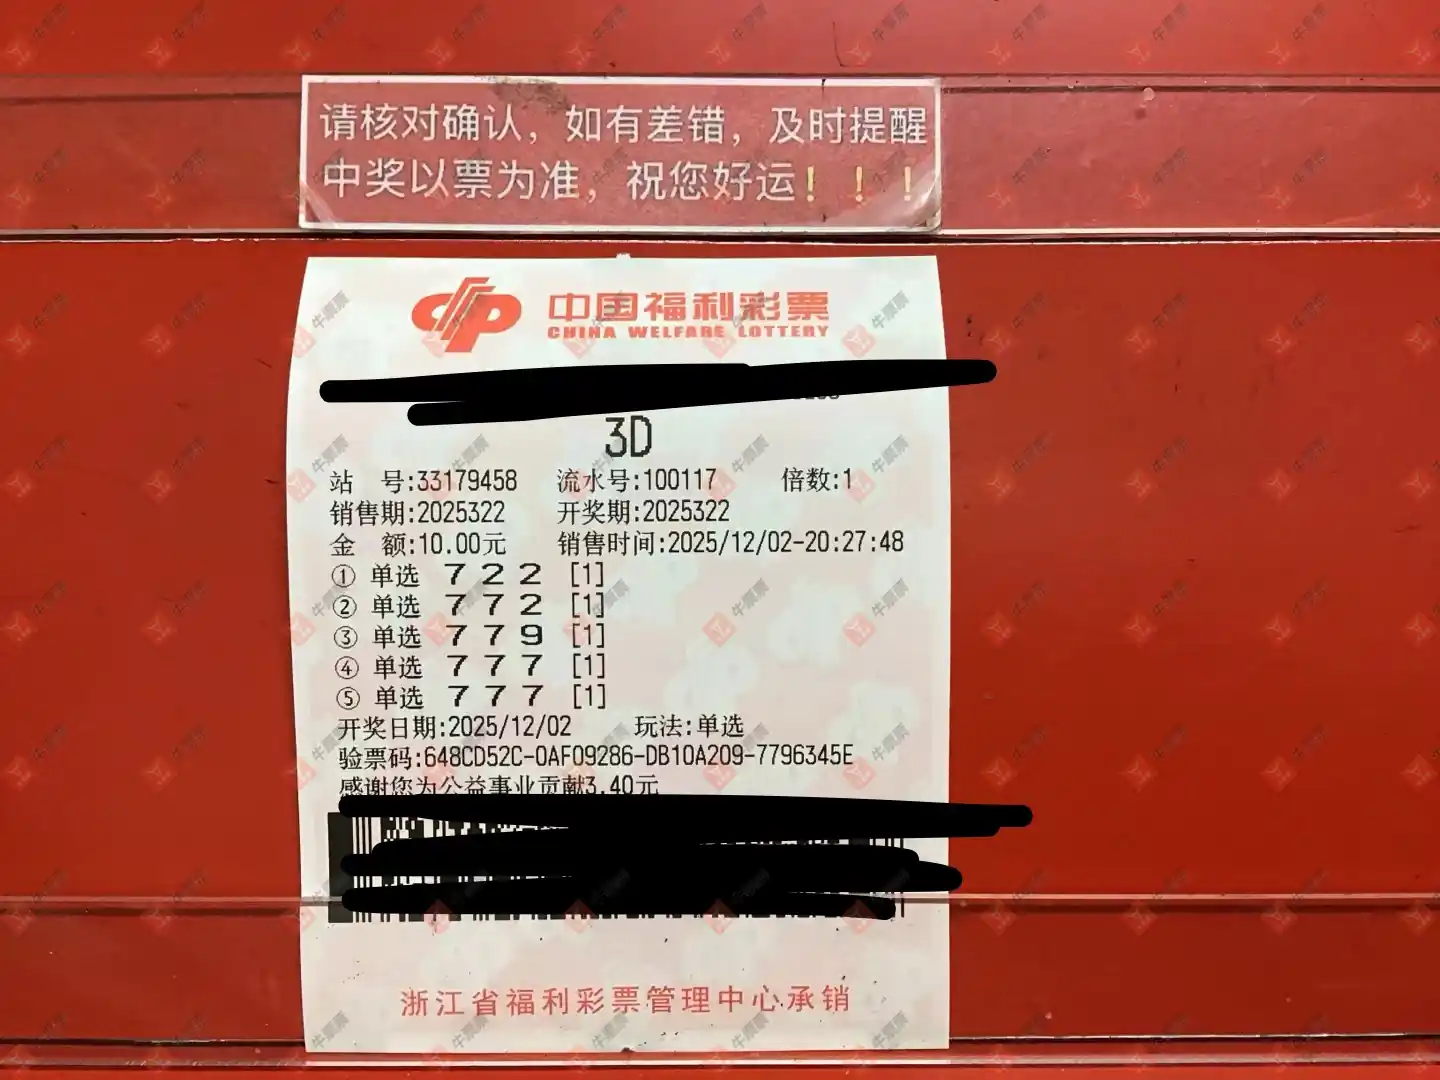 请核对确认，如有差错，及时提醒
中奖以票为准，祝您好运！！！
中国福利彩票
CHINA WELFARE LOTTERY
3D
站 号:33179458 流水号:100117 倍数:1
销售期:2025322 开奖期:2025322
金 额:10.00元 销售时间:2025/12/02-20:27:48
① 单选 7 2 2 [1]
② 单选 7 7 2 [1]
③ 单选 7 7 9 [1]
④ 单选 7 7 7 [1]
⑤ 单选 7 7 7 [1]
开奖日期:2025/12/02 玩法:单选
验票码:648CD52C-0AF09286-DB10A209-7796345E
感谢您为公益事业贡献3.40元
浙江省福利彩票管理中心承销
牛票票